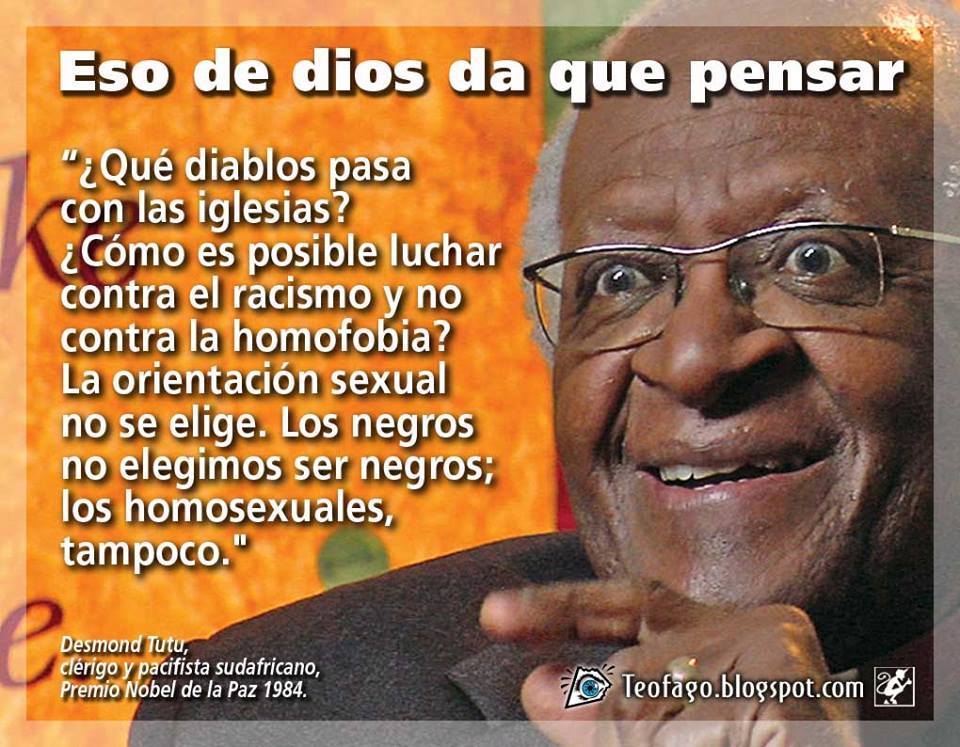 Eso de dios da que pensar
“¿Qué diablos pasa
con las iglesias?
¿Cómo es posible luchar
contra el racismo y no
contra la homofobia?
La orientación sexual
no se elige. Los negros
no elegimos ser negros;
los homosexuales,
tampoco."
Desmond Tutu,
clérigo y pacifista sudafricano,
Premio Nobel de la Paz 1984.
Teofago.blogspot.com